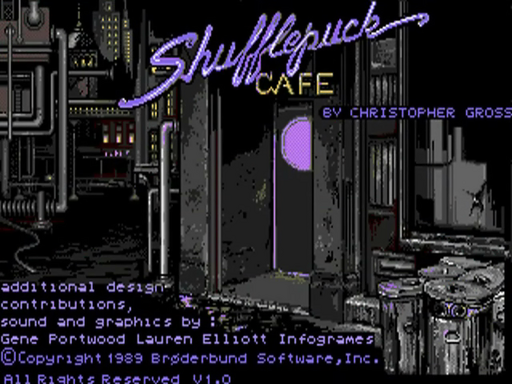 Shufflepuck
CAFE
BY CHRISTOPHER GROSS
additional design
contributions,
sound and graphics by :
Gene Portwood Lauren Elliott Infogrames
©Copyright 1989 Brøderbund Software,Inc.
All Rights Reserved V1.0